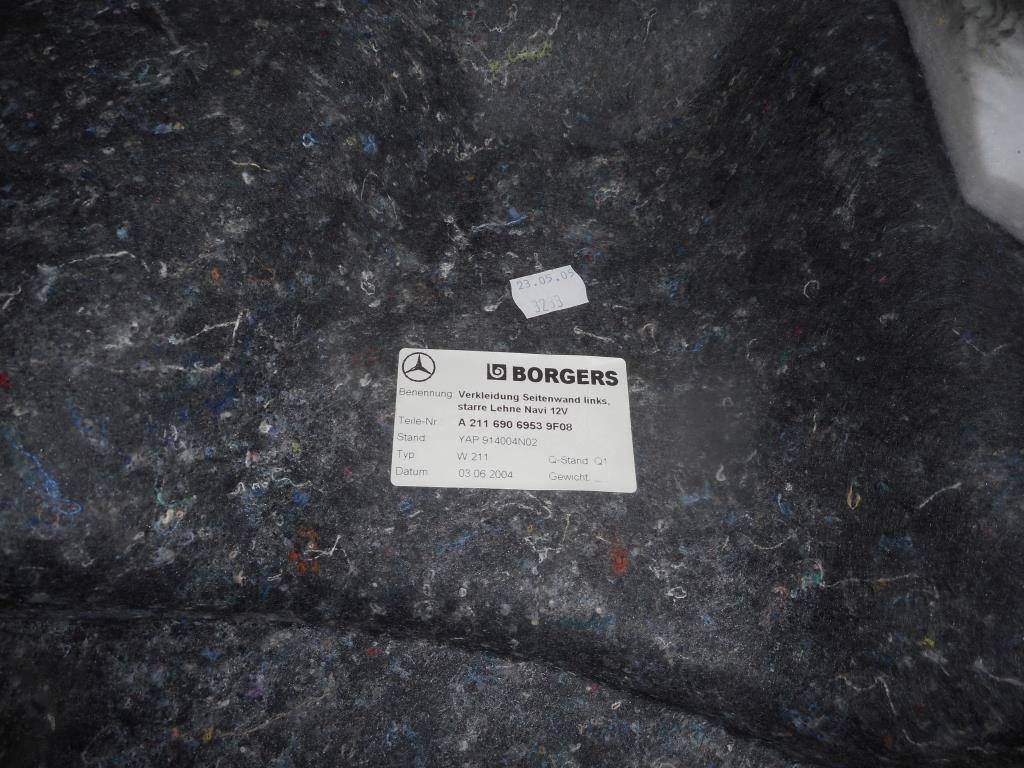 23.05.05
3233
BORGERS
Benennung: Verkleidung Seitenwand links,
starre Lehne Navi 12V
Teile-Nr.: A 211 690 6953 9F08
Stand: YAP 914004N02
Typ: W 211 Q-Stand: Q1
Datum: 03.06.2004 Gewicht: